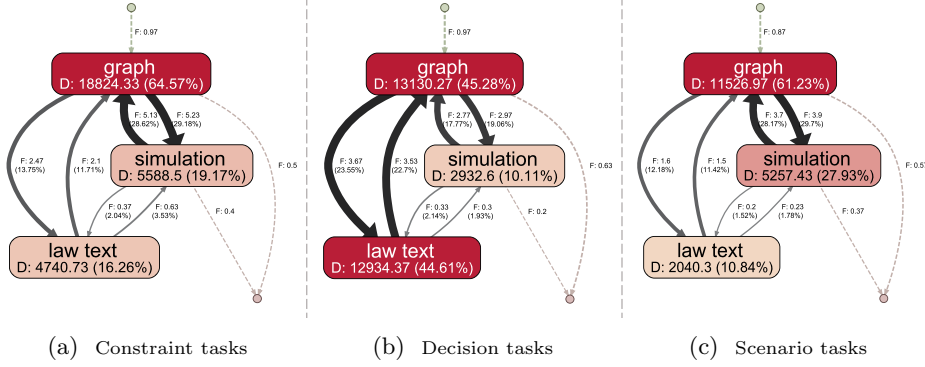 F: 0.97
graph
D: 18824.33 (64.57%)
F: 5.13
(28.62%)
F: 5.23
(29.18%)
F: 2.47
(13.75%)
F: 2.1
(11.71%)
simulation
D: 5588.5 (19.17%)
F: 0.5
F: 0.37
(2.04%)
F: 0.63
(3.53%)
F: 0.4
law text
D: 4740.73 (16.26%)
(a) Constraint tasks
F: 0.97
graph
D: 13130.27 (45.28%)
F: 2.77
(17.77%)
F: 2.97
(19.06%)
F: 3.67
(23.55%)
F: 3.53
(22.7%)
simulation
D: 2932.6 (10.11%)
F: 0.63
F: 0.33
(2.14%)
F: 0.3
(1.93%)
F: 0.2
law text
D: 12934.37 (44.61%)
(b) Decision tasks
F: 0.87
graph
D: 11526.97 (61.23%)
F: 3.7
(28.17%)
F: 3.9
(29.7%)
F: 1.6
(12.18%)
F: 1.5
(11.42%)
simulation
D: 5257.43 (27.93%)
F: 0.2
(1.52%)
F: 0.23
(1.78%)
F: 0.37
law text
D: 2040.3 (10.84%)
(c) Scenario tasks